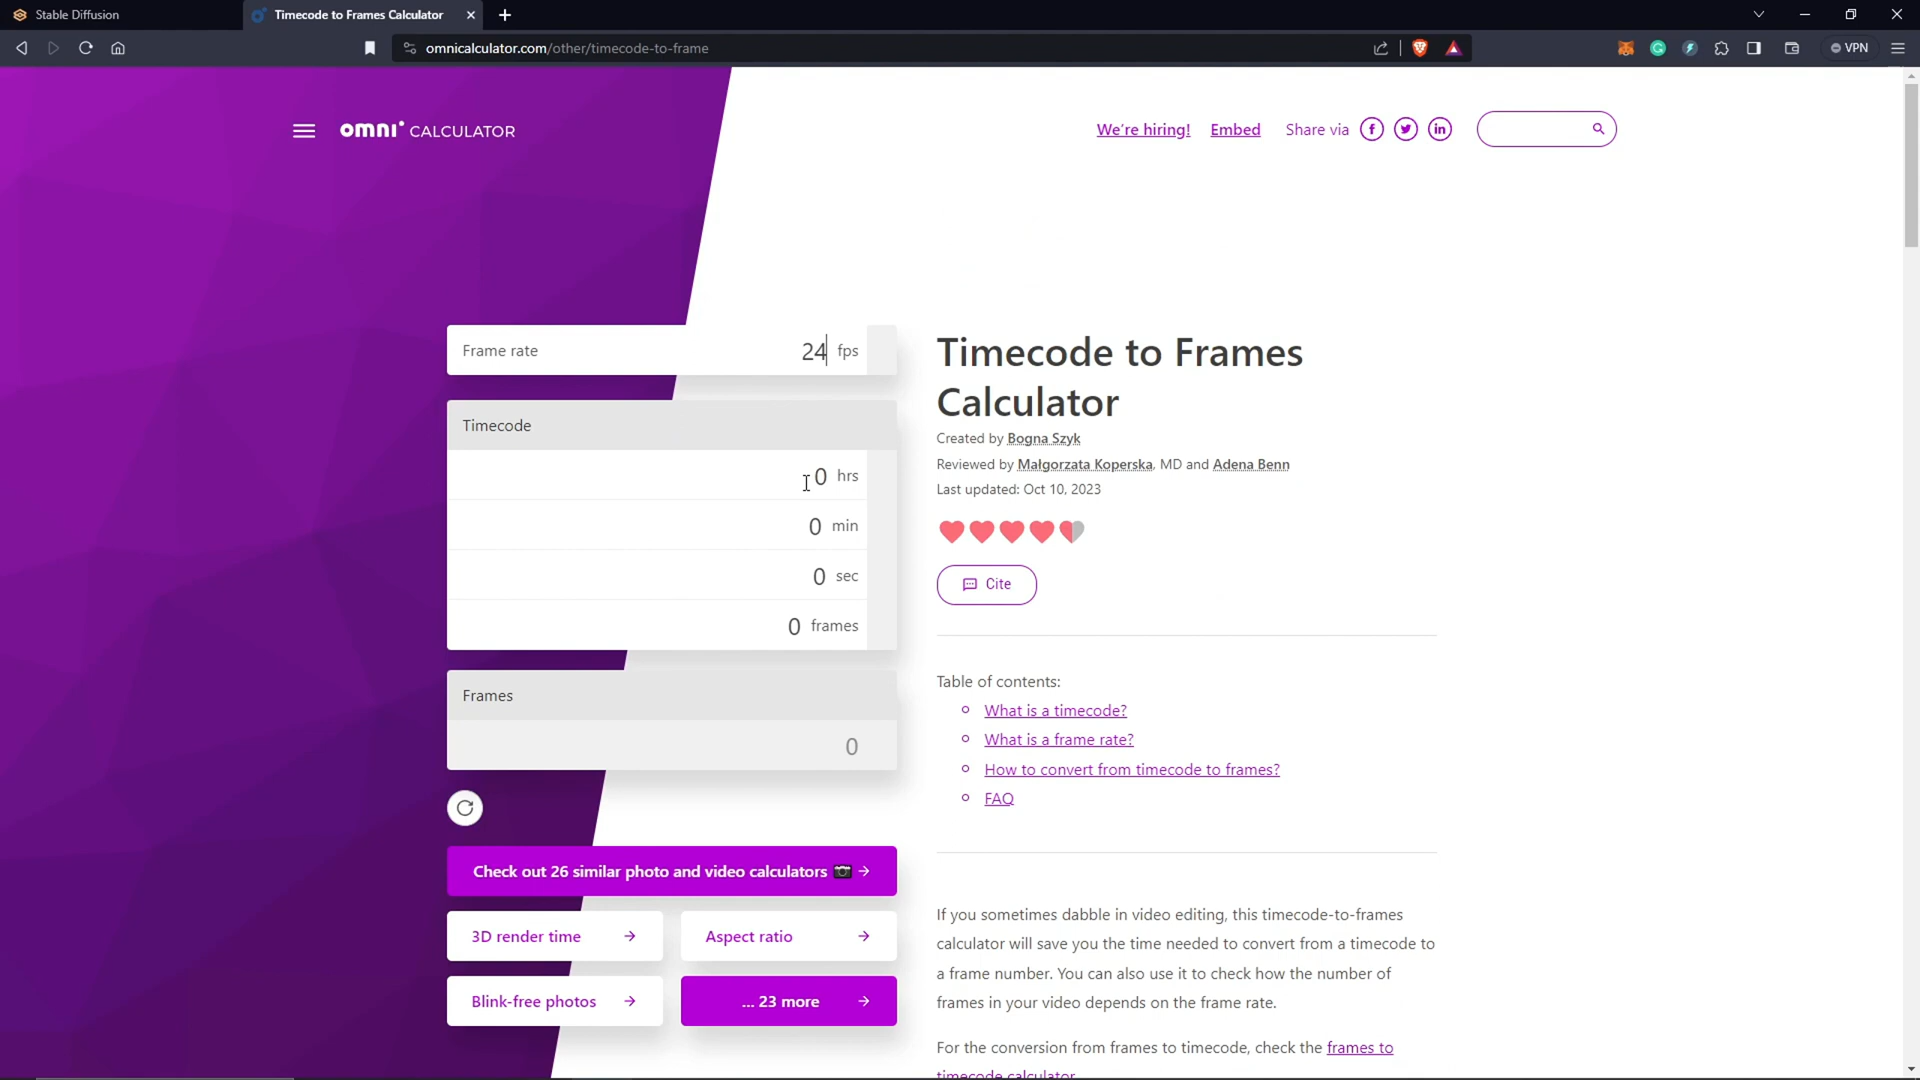 Stable Diffusion
Timecode to Frames Calculator
omnicalculator.com/other/timecode-to-frame
VPN
omni CALCULATOR
We're hiring!
Embed
Share via
Frame rate
24 fps
Timecode
0 hrs
0 min
0 sec
0 frames
Frames
0
Check out 26 similar photo and video calculators
3D render time
Aspect ratio
Blink-free photos
... 23 more
Timecode to Frames
Calculator
Created by Bogna Szyk
Reviewed by Małgorzata Koperska, MD and Adena Benn
Last updated: Oct 10, 2023
Cite
Table of contents:
What is a timecode?
What is a frame rate?
How to convert from timecode to frames?
FAQ
If you sometimes dabble in video editing, this timecode-to-frames
calculator will save you the time needed to convert from a timecode to
a frame number. You can also use it to check how the number of
frames in your video depends on the frame rate.
For the conversion from frames to timecode, check the frames to
timecode calculator